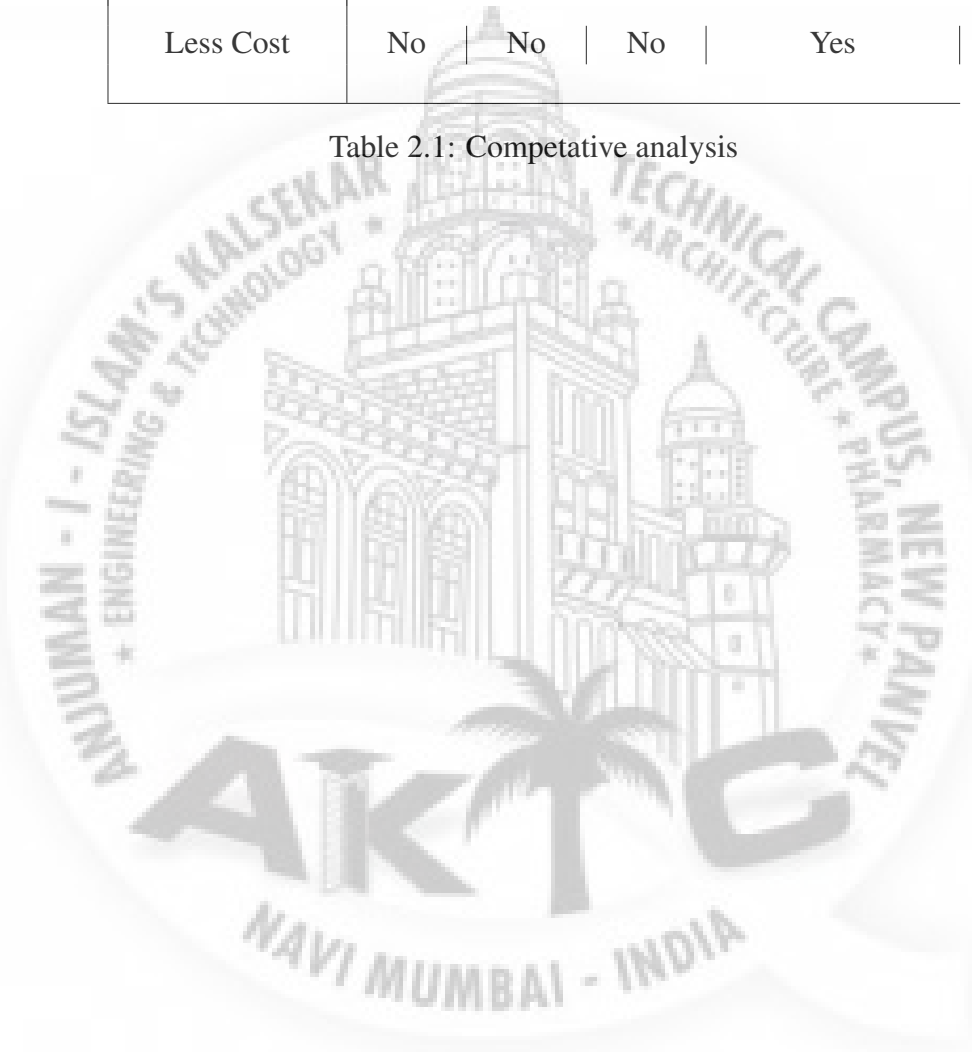 Less Cost No No No Yes
Table 2.1: Competative analysis
ANJUMAN - I - ISLAM'S KALSEKAR TECHNICAL CAMPUS, NEW PANVEL
★ ENGINEERING & TECHNOLOGY ★ ★ARCHITECTURE ★ PHARMACY★
AKTC
NAVI MUMBAI - INDIA